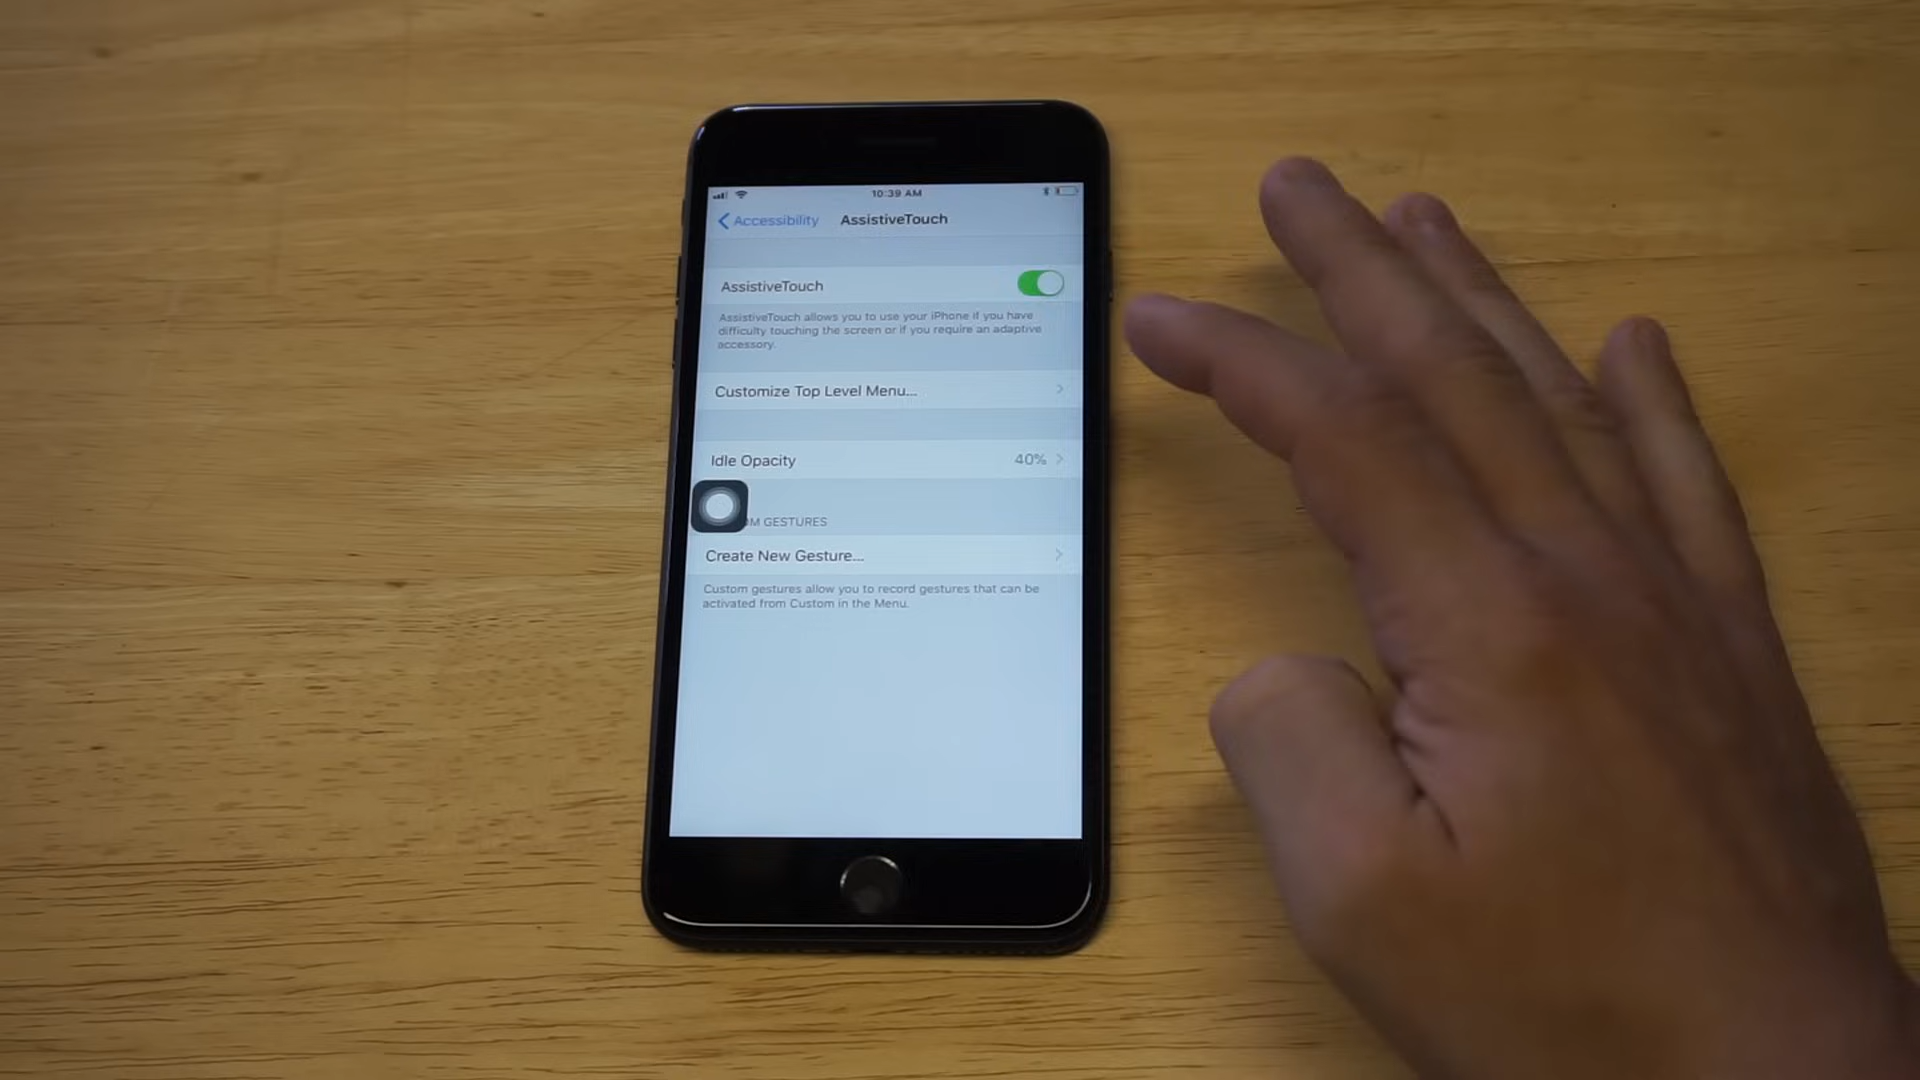 10:39 AM
Accessibility AssistiveTouch
AssistiveTouch
AssistiveTouch allows you to use your iPhone if you have
difficulty touching the screen or if you require an adaptive
accessory.
Customize Top Level Menu...
Idle Opacity 40%
OM GESTURES
Create New Gesture...
Custom gestures allow you to record gestures that can be
activated from Custom in the Menu.